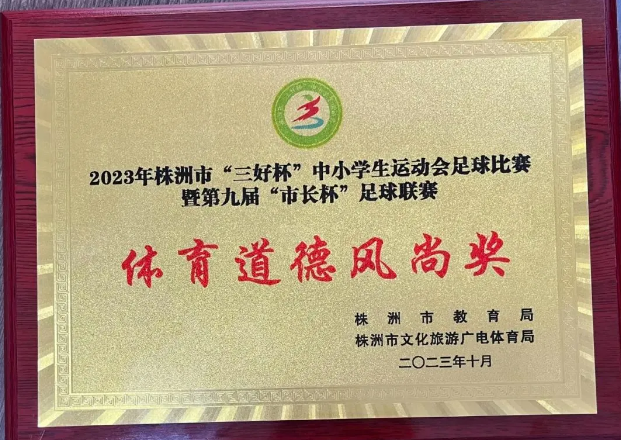 2023年株洲市“三好杯”中小学生运动会足球比赛
暨第九届“市长杯”足球联赛
体育道德风尚奖
株洲市教育局
株洲市文化旅游广电体育局
二〇二三年十月